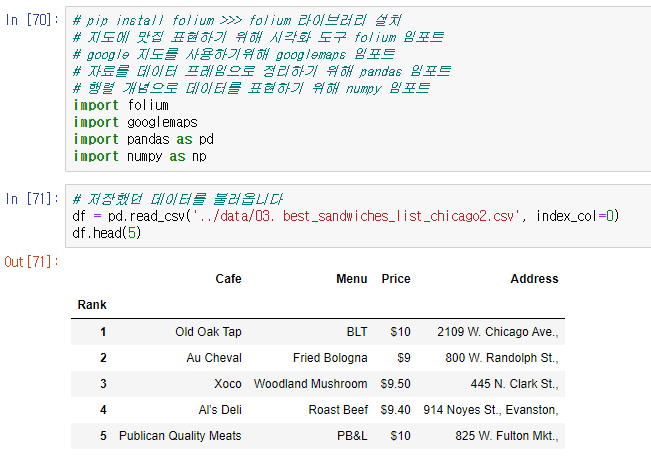 In [70]:
# pip install folium >>> folium 라이브러리 설치
# 지도에 맛집 표현하기 위해 시각화 도구 folium 임포트
# google 지도를 사용하기위해 googlemaps 임포트
# 자료를 데이터 프레임으로 정리하기 위해 pandas 임포트
# 행렬 개념으로 데이터를 표현하기 위해 numpy 임포트
import folium
import googlemaps
import pandas as pd
import numpy as np
In [71]:
# 저장했던 데이터를 불러옵니다
df = pd.read_csv('../data/03. best_sandwiches_list_chicago2.csv', index_col=0)
df.head(5)
Out[71]:
Cafe Menu Price Address
Rank
1 Old Oak Tap BLT $10 2109 W. Chicago Ave.,
2 Au Cheval Fried Bologna $9 800 W. Randolph St.,
3 Xoco Woodland Mushroom $9.50 445 N. Clark St.,
4 Al's Deli Roast Beef $9.40 914 Noyes St., Evanston,
5 Publican Quality Meats PB&L $10 825 W. Fulton Mkt.,